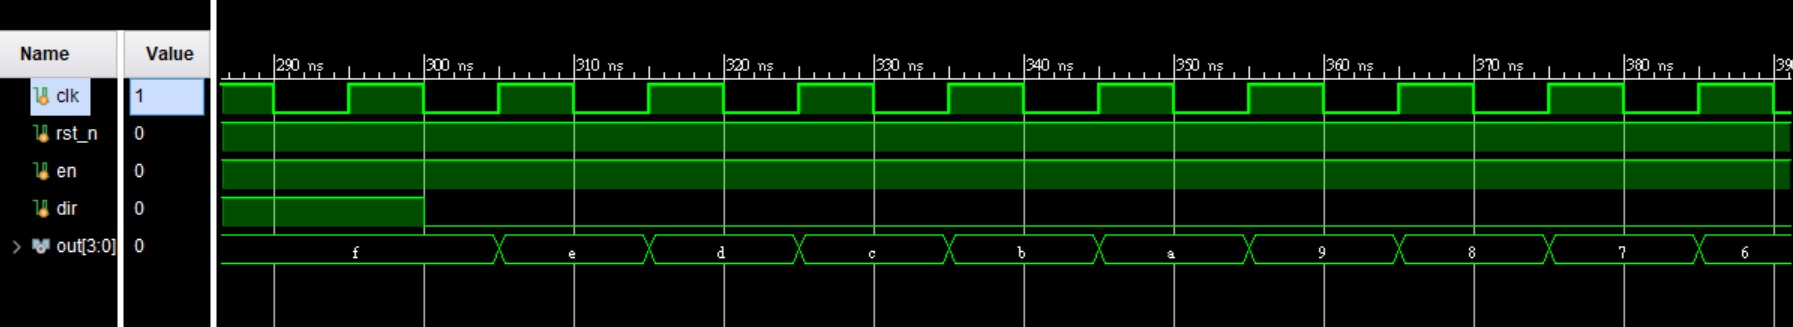 Name Value
290 ns 300 ns 310 ns 320 ns 330 ns 340 ns 350 ns 360 ns 370 ns 380 ns 39
clk 1
rst_n 0
en 0
dir 0
out[3:0] 0 f e d c b a 9 8 7 6